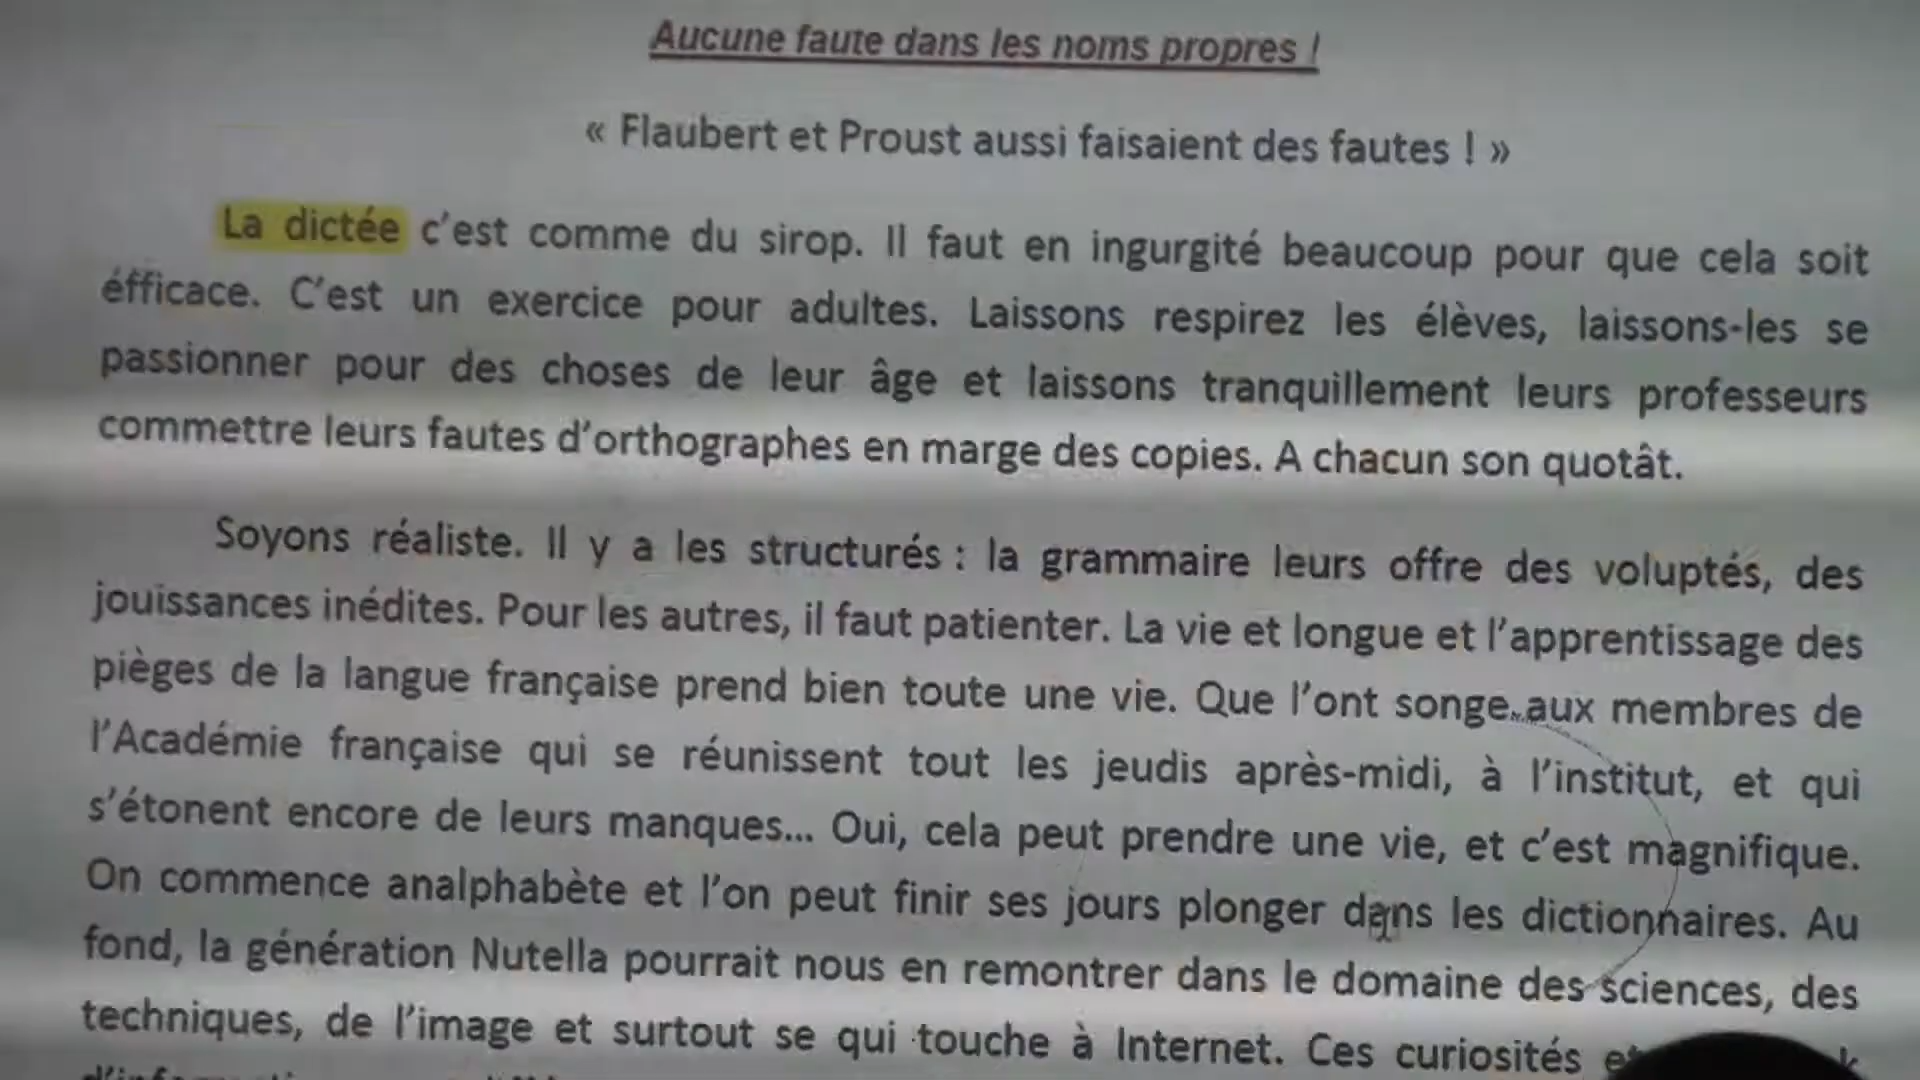 Aucune faute dans les noms propres !
« Flaubert et Proust aussi faisaient des fautes ! »
La dictée c'est comme du sirop. Il faut en ingurgité beaucoup pour que cela soit
éfficace. C'est un exercice pour adultes. Laissons respirez les élèves, laissons-les se
passionner pour des choses de leur âge et laissons tranquillement leurs professeurs
commettre leurs fautes d'orthographes en marge des copies. A chacun son quotât.
Soyons réaliste. Il y a les structurés : la grammaire leurs offre des voluptés, des
jouissances inédites. Pour les autres, il faut patienter. La vie et longue et l'apprentissage des
pièges de la langue française prend bien toute une vie. Que l'ont songe aux membres de
l'Académie française qui se réunissent tout les jeudis après-midi, à l'institut, et qui
s'étonent encore de leurs manques... Oui, cela peut prendre une vie, et c'est magnifique.
On commence analphabète et l'on peut finir ses jours plonger dans les dictionnaires. Au
fond, la génération Nutella pourrait nous en remontrer dans le domaine des sciences, des
techniques, de l'image et surtout se qui touche à Internet. Ces curiosités